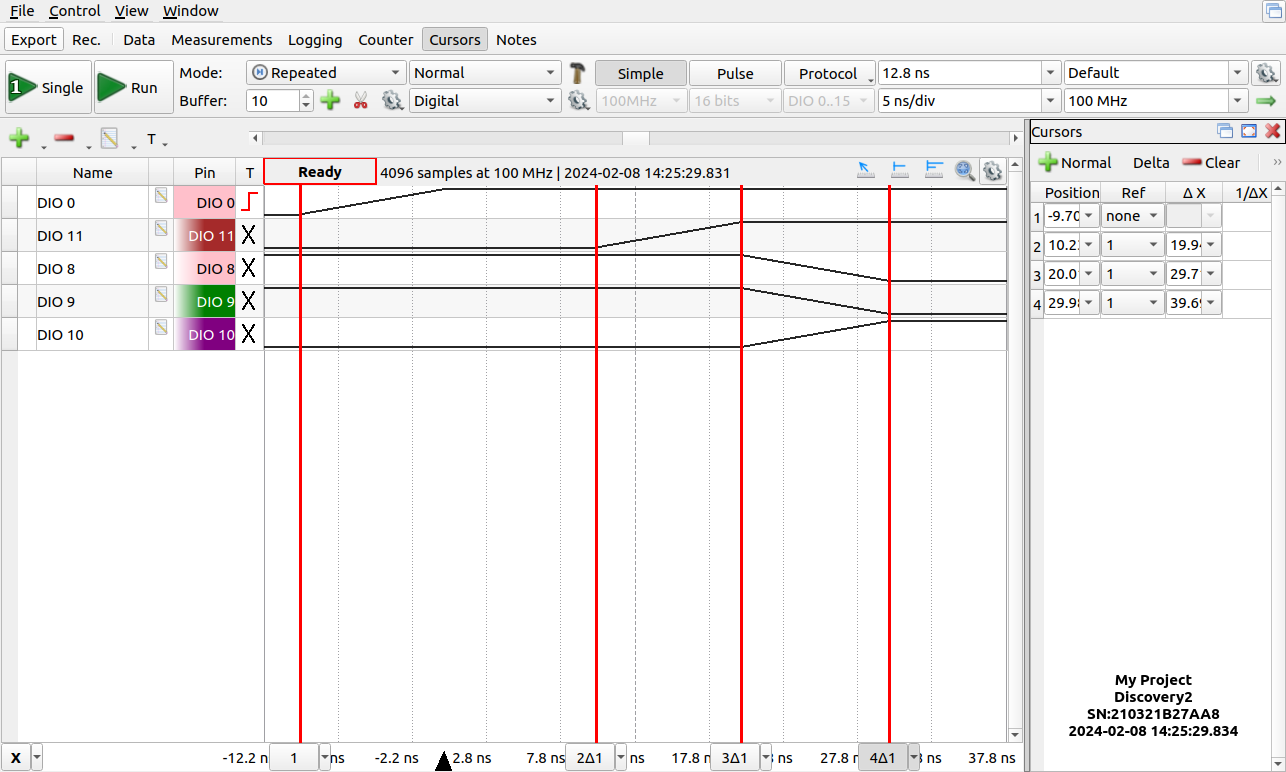 File Control View Window
Export Rec. Data Measurements Logging Counter Cursors Notes
1 Single Run Mode: Repeated Normal Simple Pulse Protocol 12.8 ns Default
Buffer: 10 Digital 100MHz 16 bits DIO 0..15 5 ns/div 100 MHz
T
Name Pin T Ready 4096 samples at 100 MHz | 2024-02-08 14:25:29.831
DIO 0 DIO 0
DIO 11 DIO 11 X
DIO 8 DIO 8 X
DIO 9 DIO 9 X
DIO 10 DIO 10 X
X -12.2 n 1 ns -2.2 ns 2.8 ns 7.8 ns 2Δ1 ns 17.8 n 3Δ1 ns 27.8 4Δ1 ns 37.8 ns
Cursors
Normal Delta Clear »
Position Ref Δ X 1/ΔX
1 -9.70 none
2 10.2 1 19.9
3 20.0 1 29.7
4 29.9 1 39.6
My Project
Discovery2
SN:210321B27AA8
2024-02-08 14:25:29.834